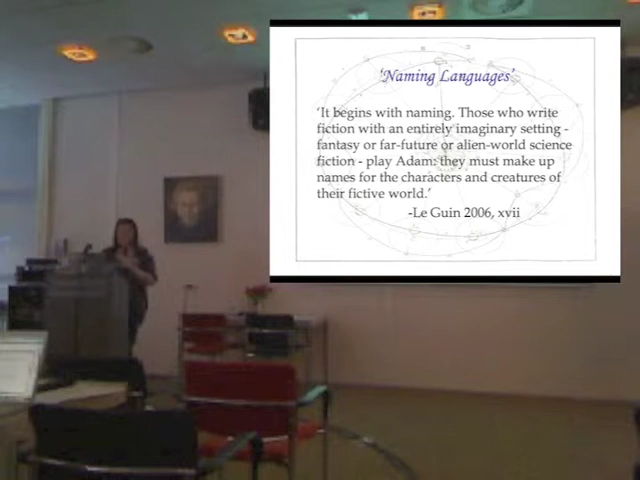 ‘Naming Languages’
‘It begins with naming. Those who write
fiction with an entirely imaginary setting -
fantasy or far-future or alien-world science
fiction - play Adam: they must make up
names for the characters and creatures of
their fictive world.’
-Le Guin 2006, xvii